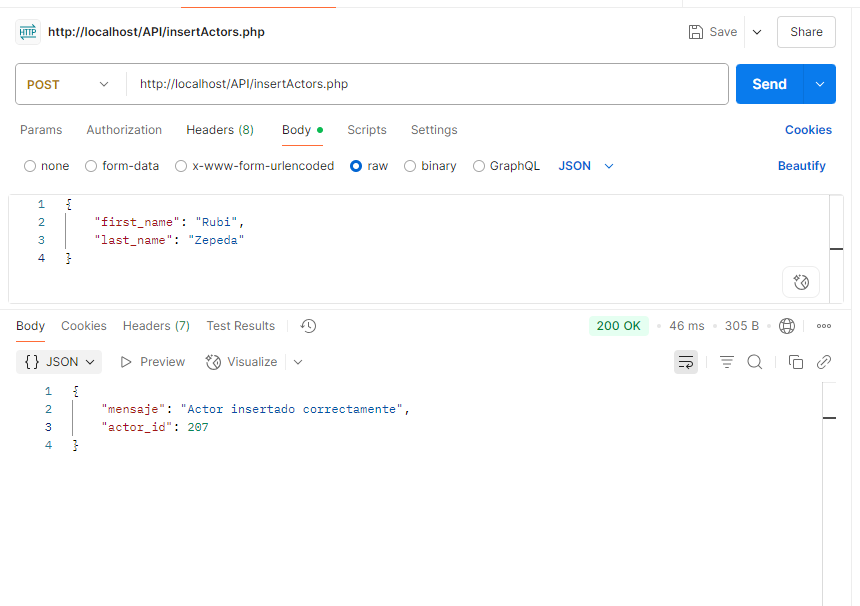 HTTP http://localhost/API/insertActors.php Save Share
POST http://localhost/API/insertActors.php Send
Params Authorization Headers (8) Body Scripts Settings Cookies
none form-data x-www-form-urlencoded raw binary GraphQL JSON Beautify
1 {
2 "first_name": "Rubi",
3 "last_name": "Zepeda"
4 }
Body Cookies Headers (7) Test Results 200 OK 46 ms 305 B
{} JSON Preview Visualize
1 {
2 "mensaje": "Actor insertado correctamente",
3 "actor_id": 207
4 }